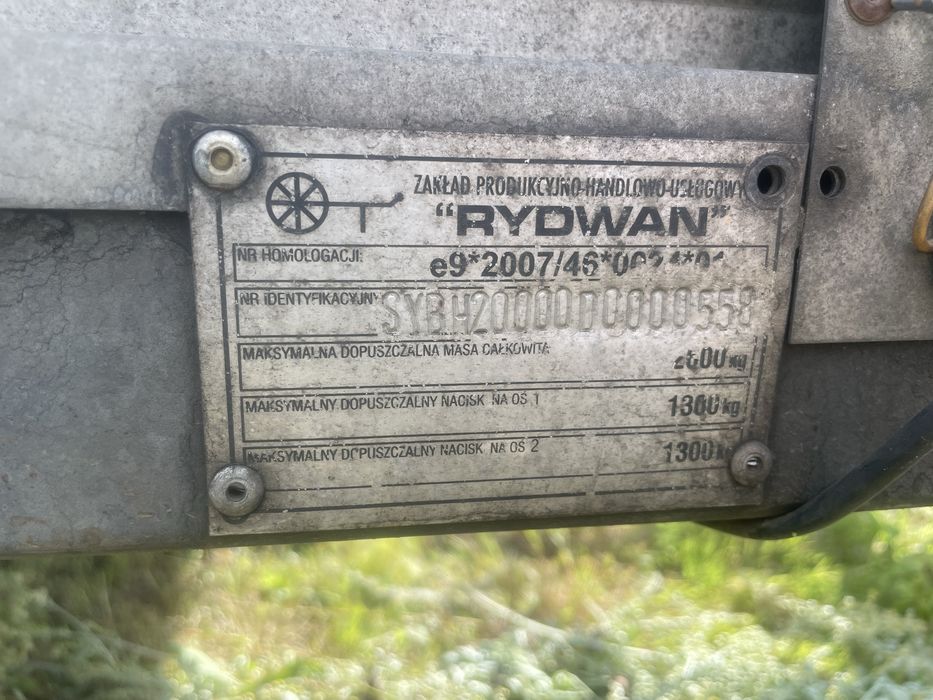 ZAKŁAD PRODUKCYJNO-HANDLOWO-USŁUGOWY
"RYDWAN"
NR HOMOLOGACJI:
NR IDENTYFIKACYJNY
MAKSYMALNA DOPUSZCZALNA MASA CAŁKOWITA
MAKSYMALNY DOPUSZCZALNY NACISK NA OŚ 1 1300 kg
MAKSYMALNY DOPUSZCZALNY NACISK NA OŚ 2 1300